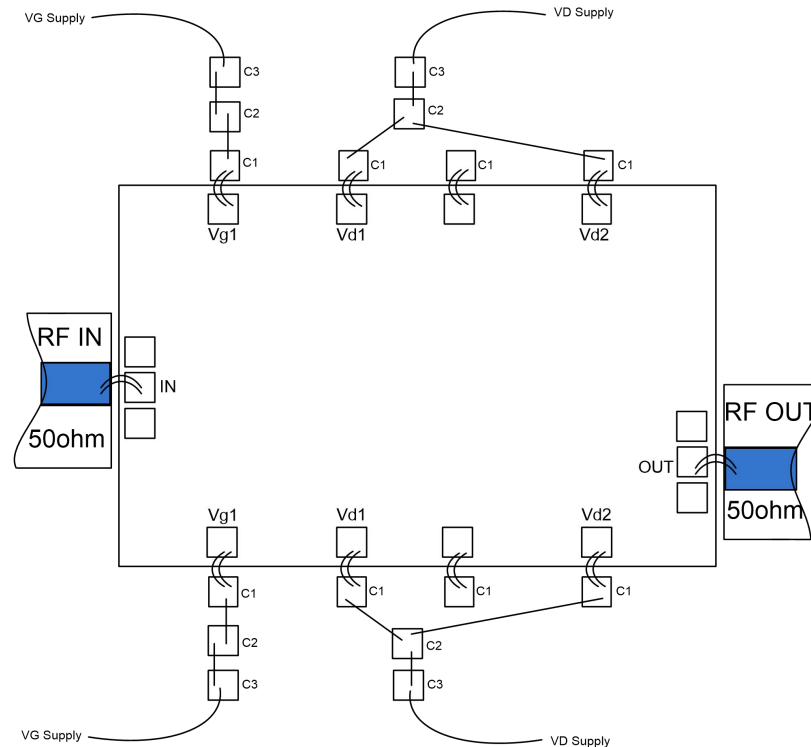 VG Supply
VD Supply
C3
C3
C2
C2
C1
C1
C1
C1
Vg1
Vd1
Vd2
RF IN
IN
50ohm
RF OUT
OUT
50ohm
Vg1
Vd1
Vd2
C1
C1
C1
C1
C2
C2
C3
C3
VG Supply
VD Supply